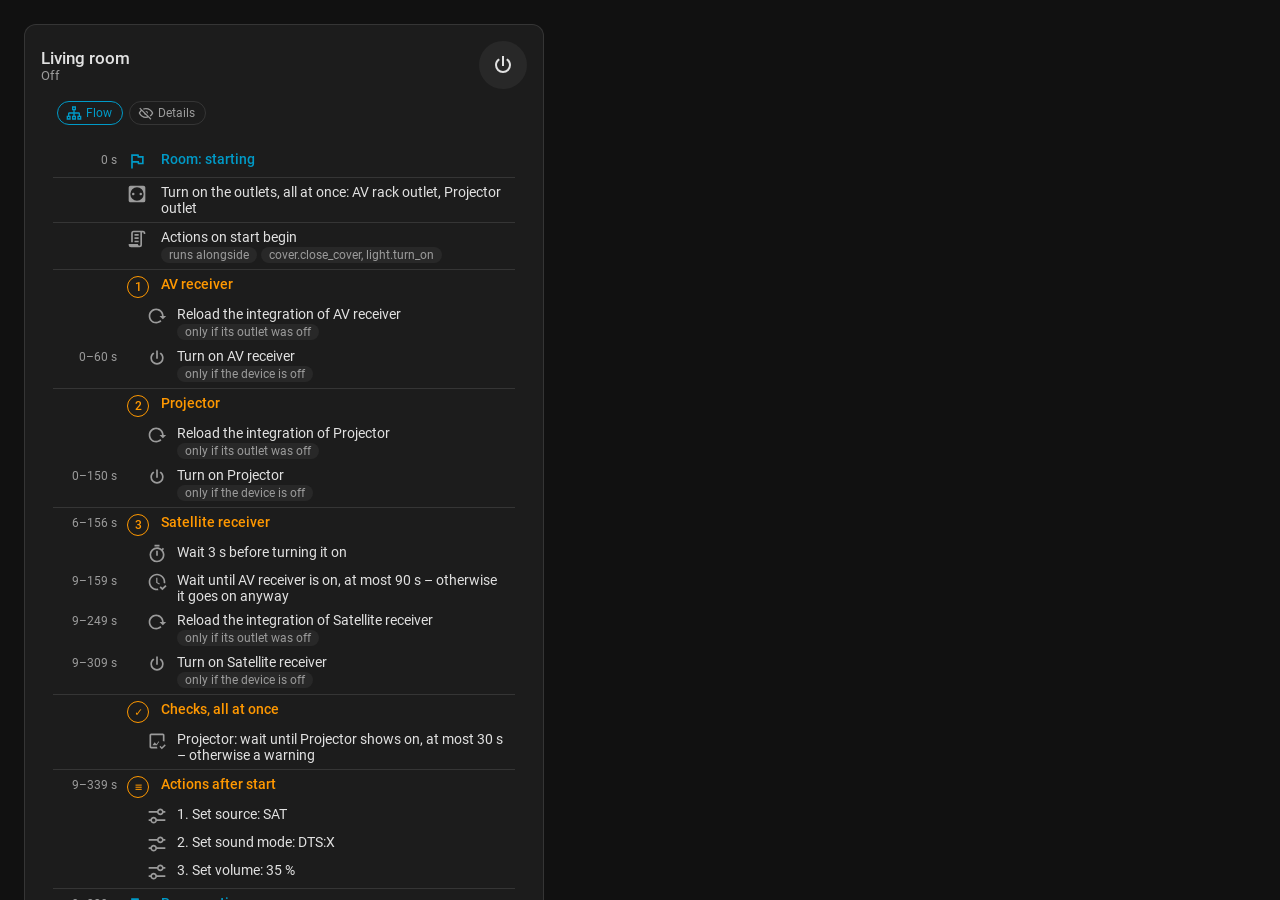 Living room
Off
Flow
Details
0 s
Room: starting
Turn on the outlets, all at once: AV rack outlet, Projector
outlet
Actions on start begin
runs alongside
cover.close_cover, light.turn_on
1
AV receiver
Reload the integration of AV receiver
only if its outlet was off
0–60 s
Turn on AV receiver
only if the device is off
2
Projector
Reload the integration of Projector
only if its outlet was off
0–150 s
Turn on Projector
only if the device is off
6–156 s
3
Satellite receiver
Wait 3 s before turning it on
9–159 s
Wait until AV receiver is on, at most 90 s – otherwise
it goes on anyway
9–249 s
Reload the integration of Satellite receiver
only if its outlet was off
9–309 s
Turn on Satellite receiver
only if the device is off
✓
Checks, all at once
Projector: wait until Projector shows on, at most 30 s
– otherwise a warning
9–339 s
≡
Actions after start
1. Set source: SAT
2. Set sound mode: DTS:X
3. Set volume: 35 %